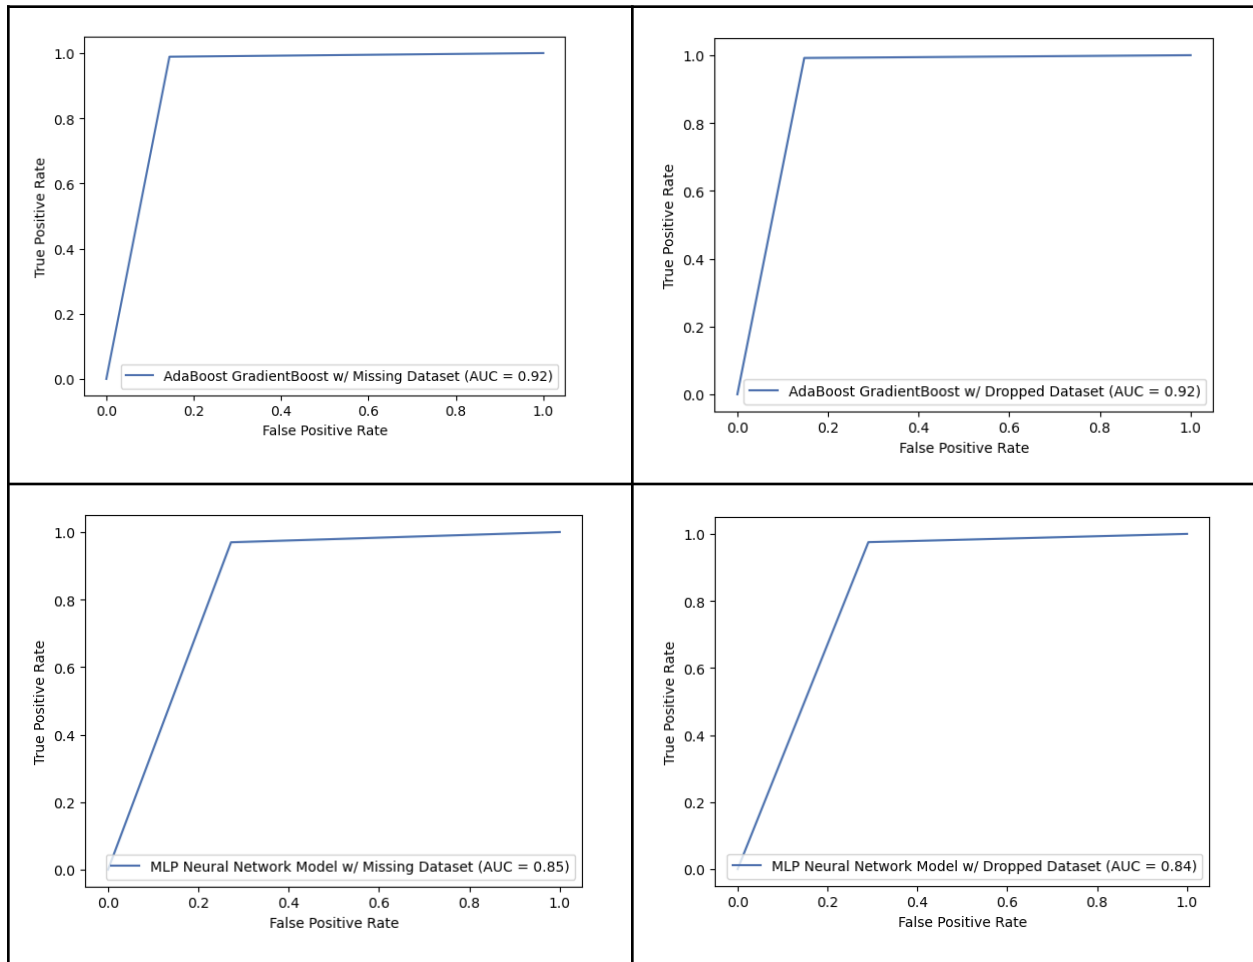 1.0
0.8
0.6
0.4
0.2
0.0
True Positive Rate
AdaBoost GradientBoost w/ Missing Dataset (AUC = 0.92)
0.0 0.2 0.4 0.6 0.8 1.0
False Positive Rate
1.0
0.8
0.6
0.4
0.2
0.0
True Positive Rate
AdaBoost GradientBoost w/ Dropped Dataset (AUC = 0.92)
0.0 0.2 0.4 0.6 0.8 1.0
False Positive Rate
1.0
0.8
0.6
0.4
0.2
0.0
True Positive Rate
MLP Neural Network Model w/ Missing Dataset (AUC = 0.85)
0.0 0.2 0.4 0.6 0.8 1.0
False Positive Rate
1.0
0.8
0.6
0.4
0.2
0.0
True Positive Rate
MLP Neural Network Model w/ Dropped Dataset (AUC = 0.84)
0.0 0.2 0.4 0.6 0.8 1.0
False Positive Rate